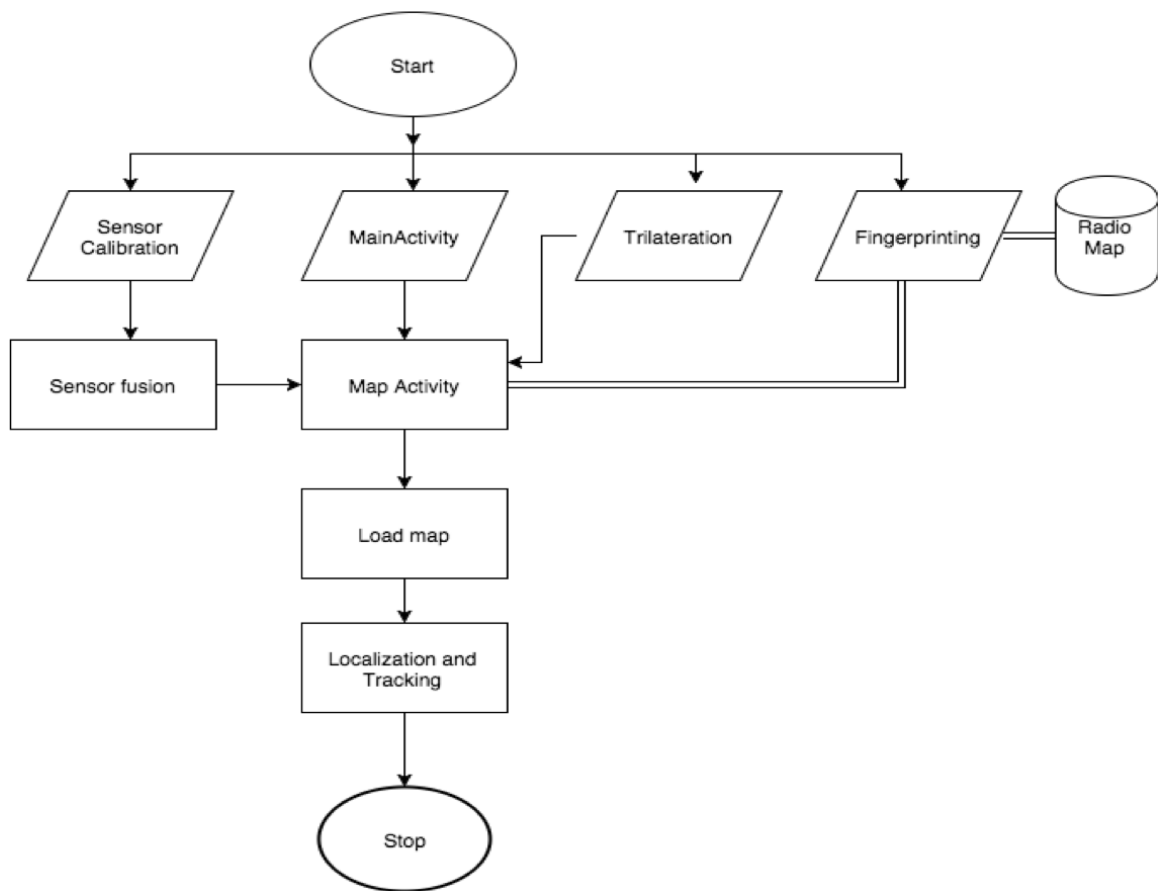 Start
Sensor
Calibration
MainActivity
Trilateration
Fingerprinting
Radio
Map
Sensor fusion
Map Activity
Load map
Localization and
Tracking
Stop